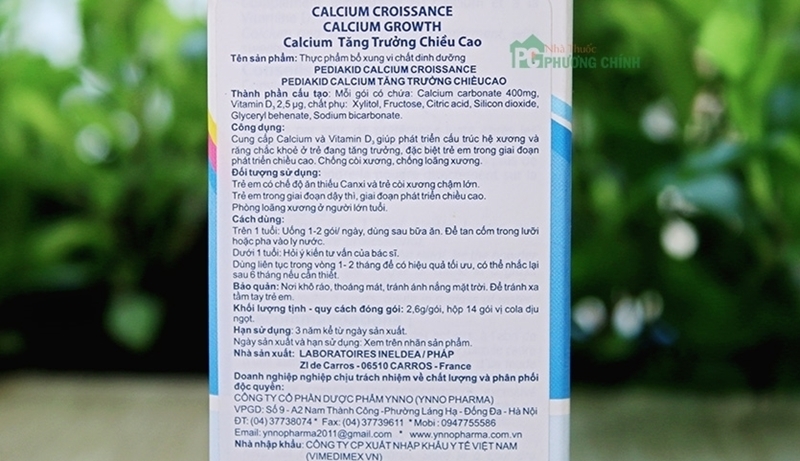 CALCIUM CROISSANCE
CALCIUM GROWTH
Calcium Tăng Trưởng Chiều Cao
Tên sản phẩm: Thực phẩm bổ xung vi chất dinh dưỡng
PEDIAKID CALCIUM CROISSANCE
PEDIAKID CALCIUM TĂNG TRƯỞNG CHIỀUCAO
Thành phần cấu tạo: Mỗi gói có chứa: Calcium carbonate 400mg,
Vitamin D, 2,5 µg, chất phụ: Xylitol, Fructose, Citric acid, Silicon dioxide,
Glyceryl behenate, Sodium bicarbonate.
Công dụng:
Cung cấp Calcium và Vitamin D, giúp phát triển cấu trúc hệ xương và
răng chắc khoẻ ở trẻ đang tăng trưởng, đặc biệt trẻ em trong giai đoạn
phát triển chiều cao. Chống còi xương, chống loãng xương.
Đối tượng sử dụng:
Trẻ em có chế độ ăn thiếu Canxi và trẻ còi xương chậm lớn.
Trẻ em trong giai đoạn dậy thì, giai đoạn phát triển chiều cao.
Phòng loãng xương ở người lớn tuổi.
Cách dùng:
Trên 1 tuổi: Uống 1-2 gói/ ngày, dùng sau bữa ăn. Để tan cốm trong lưỡi
hoặc pha vào ly nước.
Dưới 1 tuổi: Hỏi ý kiến tư vấn của bác sĩ.
Dùng liên tục trong vòng 1- 2 tháng để có hiệu quả tối ưu, có thể nhắc lại
sau 6 tháng nếu cần thiết.
Bảo quản: Nơi khô ráo, thoáng mát, tránh ánh nắng mặt trời. Để tránh xa
tầm tay trẻ em.
Khối lượng tịnh - quy cách đóng gói: 2,6g/gói, hộp 14 gói vị cola dịu
ngọt.
Hạn sử dụng: 3 năm kể từ ngày sản xuất.
Ngày sản xuất và hạn sử dụng: Xem trên nhãn sản phẩm.
Nhà sản xuất: LABORATOIRES INELDEA / PHÁP
ZI de Carros - 06510 CARROS - France
Doanh nghiệp nghiệp chịu trách nhiệm về chất lượng và phân phối
độc quyền:
CÔNG TY CỔ PHẦN DƯỢC PHẨM YNNO (YNNO PHARMA)
VPGD: Số 9 - A2 Nam Thành Công -Phường Láng Hạ - Đống Đa - Hà Nội
ĐT: (04) 37738074 * Fax: (04) 37739611 * Mobi : 0947755586
Email: ynnopharma2011@gmail.com * www.ynnopharma.com.vn
Nhà nhập khẩu: CÔNG TY CP XUẤT NHẬP KHẨU Y TẾ VIỆT NAM
(VIMEDIMEX VN)
Nhà Thuốc
PG PHƯƠNG CHÍNH